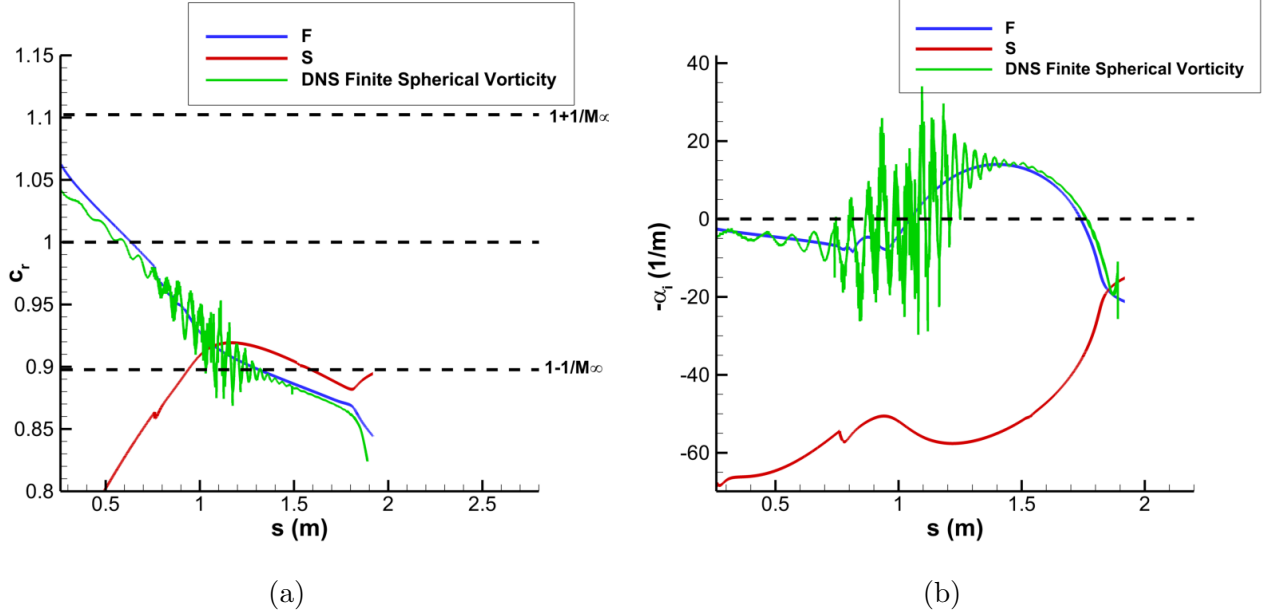 F
S
DNS Finite Spherical Vorticity
1.15
1.1
1.05
1
0.95
0.9
0.85
0.8
0.5
1
1.5
2
2.5
c_r
s (m)
1+1/M∞
1-1/M∞
(a)
F
S
DNS Finite Spherical Vorticity
40
20
0
-20
-40
-60
0.5
1
1.5
2
-α_i (1/m)
s (m)
(b)